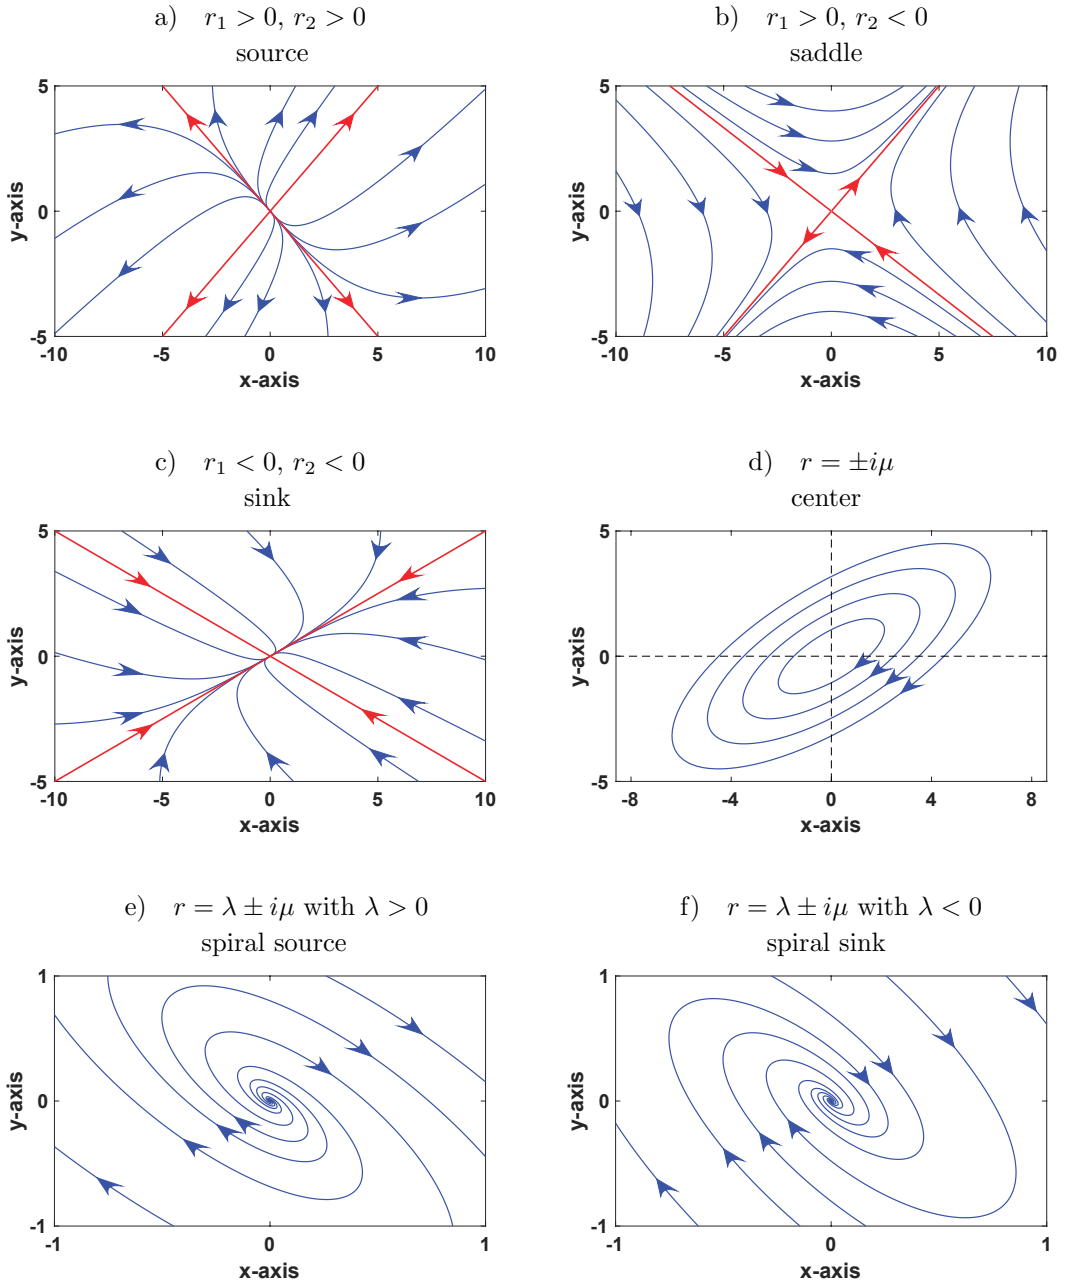 a) r₁ > 0, r₂ > 0
source
5
0
-5
-10
-5
0
5
10
x-axis
y-axis
b) r₁ > 0, r₂ < 0
saddle
5
0
-5
-10
-5
0
5
10
x-axis
y-axis
c) r₁ < 0, r₂ < 0
sink
5
0
-5
-10
-5
0
5
10
x-axis
y-axis
d) r = ±iμ
center
5
0
-5
-8
-4
0
4
8
x-axis
y-axis
e) r = λ ± iμ with λ > 0
spiral source
1
0
-1
-1
0
1
x-axis
y-axis
f) r = λ ± iμ with λ < 0
spiral sink
1
0
-1
-1
0
1
x-axis
y-axis